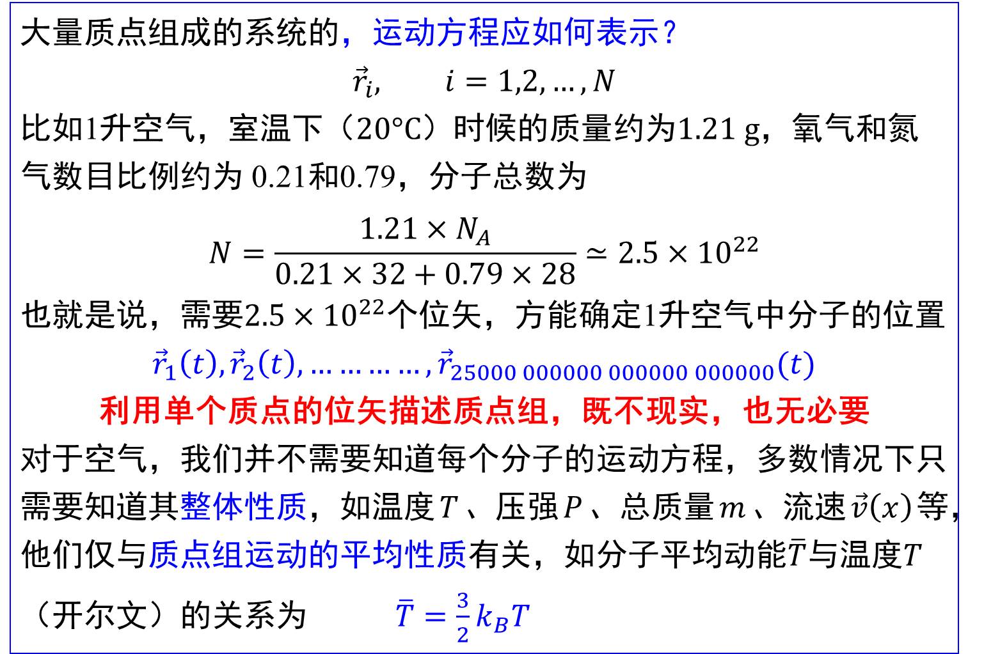 大量质点组成的系统的，运动方程应如何表示？
$\vec{r}_i, \quad i = 1,2, \ldots, N$
比如1升空气，室温下（20°C）时候的质量约为1.21 g，氧气和氮
气数目比例约为 0.21和0.79，分子总数为
$N = \frac{1.21 \times N_A}{0.21 \times 32 + 0.79 \times 28} \simeq 2.5 \times 10^{22}$
也就是说，需要$2.5 \times 10^{22}$个位矢，方能确定1升空气中分子的位置
$\vec{r}_1(t), \vec{r}_2(t), \ldots \ldots \ldots \ldots, \vec{r}_{25000\ 000000\ 000000\ 000000}(t)$
利用单个质点的位矢描述质点组，既不现实，也无必要
对于空气，我们并不需要知道每个分子的运动方程，多数情况下只
需要知道其整体性质，如温度$T$、压强$P$、总质量$m$、流速$\vec{v}(x)$等，
他们仅与质点组运动的平均性质有关，如分子平均动能$\bar{T}$与温度$T$
（开尔文）的关系为 $\bar{T} = \frac{3}{2} k_B T$